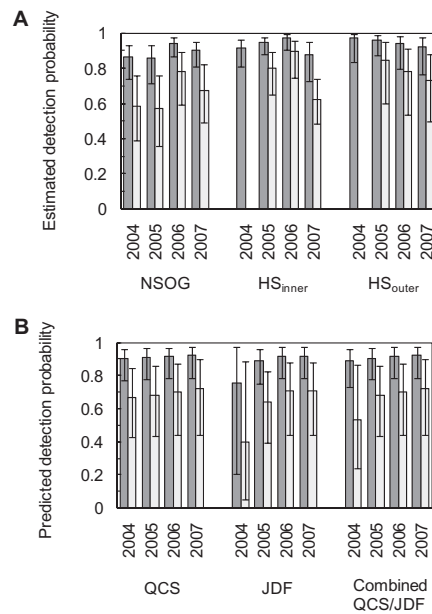 A
Estimated detection probability
1
0.8
0.6
0.4
0.2
0
2004 2005 2006 2007 2004 2005 2006 2007 2004 2005 2006 2007
NSOG HSinner HSouter
B
Predicted detection probability
1
0.8
0.6
0.4
0.2
0
2004 2005 2006 2007 2004 2005 2006 2007 2004 2005 2006 2007
QCS JDF Combined
QCS/JDF